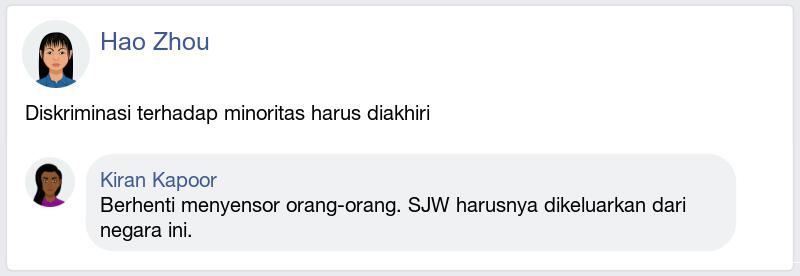 Hao Zhou
Diskriminasi terhadap minoritas harus diakhiri
Kiran Kapoor
Berhenti menyensor orang-orang. SJW harusnya dikeluarkan dari
negara ini.